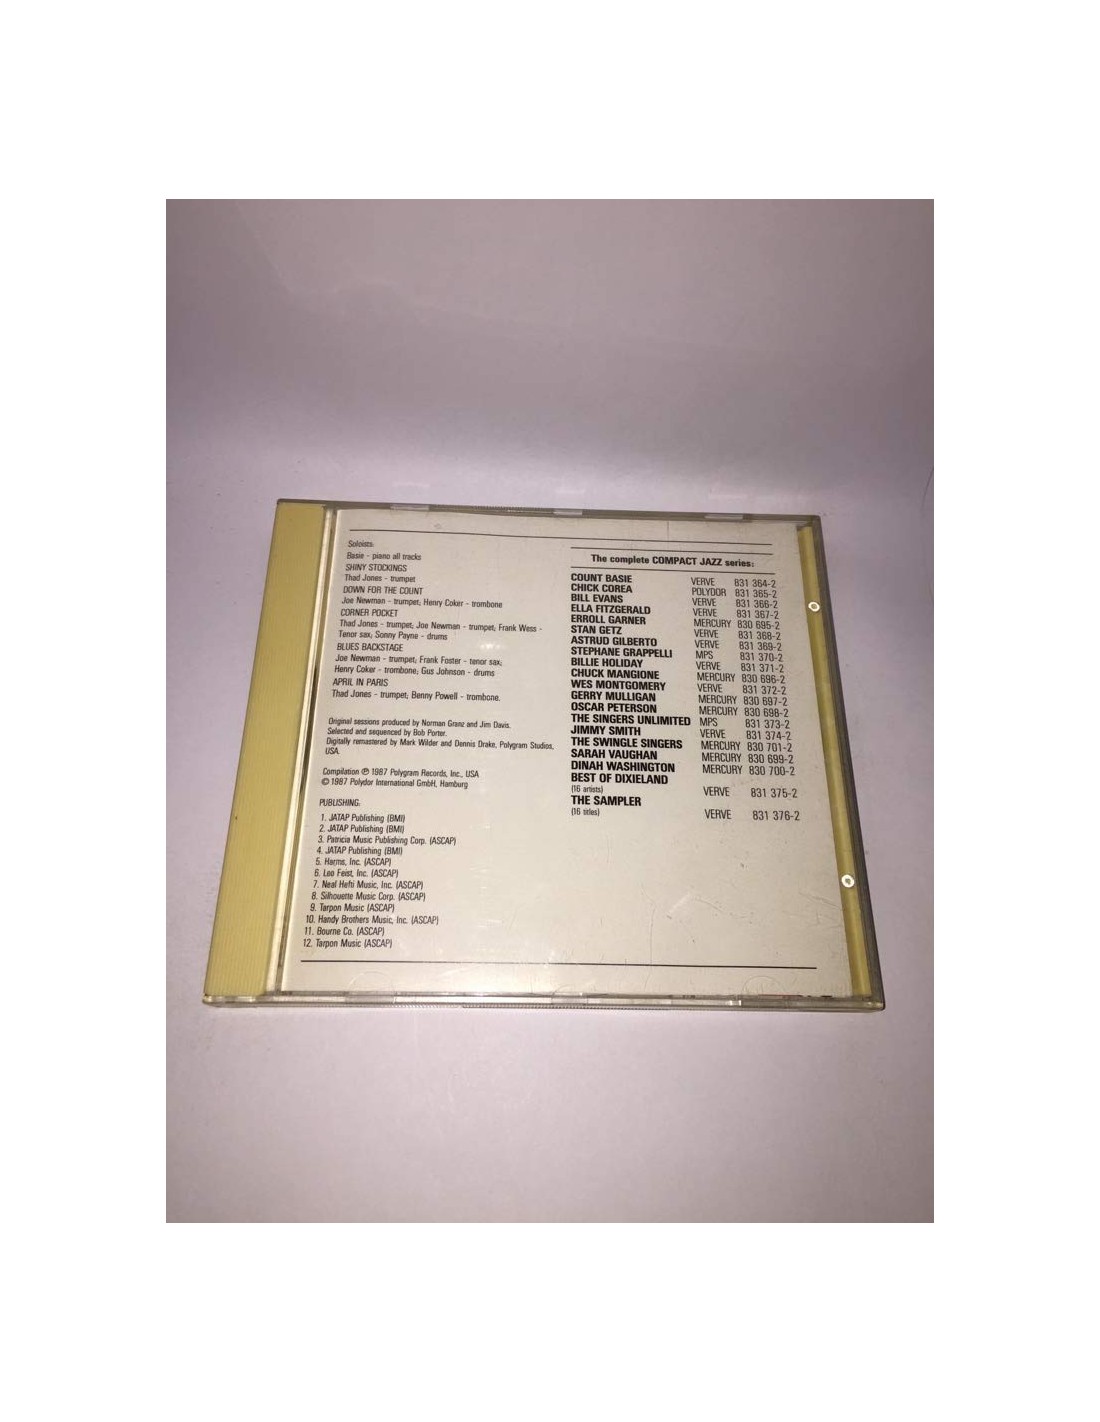 Soloists:
Basie - piano all tracks
SHINY STOCKINGS
Thad Jones - trumpet
DOWN FOR THE COUNT
Joe Newman - trumpet; Henry Coker - trombone
CORNER POCKET
Thad Jones - trumpet; Joe Newman - trumpet; Frank Wess -
Tenor sax; Sonny Payne - drums
BLUES BACKSTAGE
Joe Newman - trumpet; Frank Foster - tenor sax;
Henry Coker - trombone; Gus Johnson - drums
APRIL IN PARIS
Thad Jones - trumpet; Benny Powell - trombone.
Original sessions produced by Norman Granz and Jim Davis.
Selected and sequenced by Bob Porter.
Digitally remastered by Mark Wilder and Dennis Drake, Polygram Studios,
USA.
Compilation ℗ 1987 Polygram Records, Inc., USA
© 1987 Polydor International GmbH, Hamburg
PUBLISHING:
1. JATAP Publishing (BMI)
2. JATAP Publishing (BMI)
3. Patricia Music Publishing Corp. (ASCAP)
4. JATAP Publishing (BMI)
5. Harms, Inc. (ASCAP)
6. Leo Feist, Inc. (ASCAP)
7. Neal Hefti Music, Inc. (ASCAP)
8. Silhouette Music Corp. (ASCAP)
9. Tarpon Music (ASCAP)
10. Handy Brothers Music, Inc. (ASCAP)
11. Bourne Co. (ASCAP)
12. Tarpon Music (ASCAP)
The complete COMPACT JAZZ series:
COUNT BASIE VERVE 831 364-2
CHICK COREA POLYDOR 831 365-2
BILL EVANS VERVE 831 366-2
ELLA FITZGERALD VERVE 831 367-2
ERROLL GARNER MERCURY 830 695-2
STAN GETZ VERVE 831 368-2
ASTRUD GILBERTO VERVE 831 369-2
STEPHANE GRAPPELLI MPS 831 370-2
BILLIE HOLIDAY VERVE 831 371-2
CHUCK MANGIONE MERCURY 830 696-2
WES MONTGOMERY VERVE 831 372-2
GERRY MULLIGAN MERCURY 830 697-2
OSCAR PETERSON MERCURY 830 698-2
THE SINGERS UNLIMITED MPS 831 373-2
JIMMY SMITH VERVE 831 374-2
THE SWINGLE SINGERS MERCURY 830 701-2
SARAH VAUGHAN MERCURY 830 699-2
DINAH WASHINGTON MERCURY 830 700-2
BEST OF DIXIELAND
(16 artists) VERVE 831 375-2
THE SAMPLER
(16 titles) VERVE 831 376-2